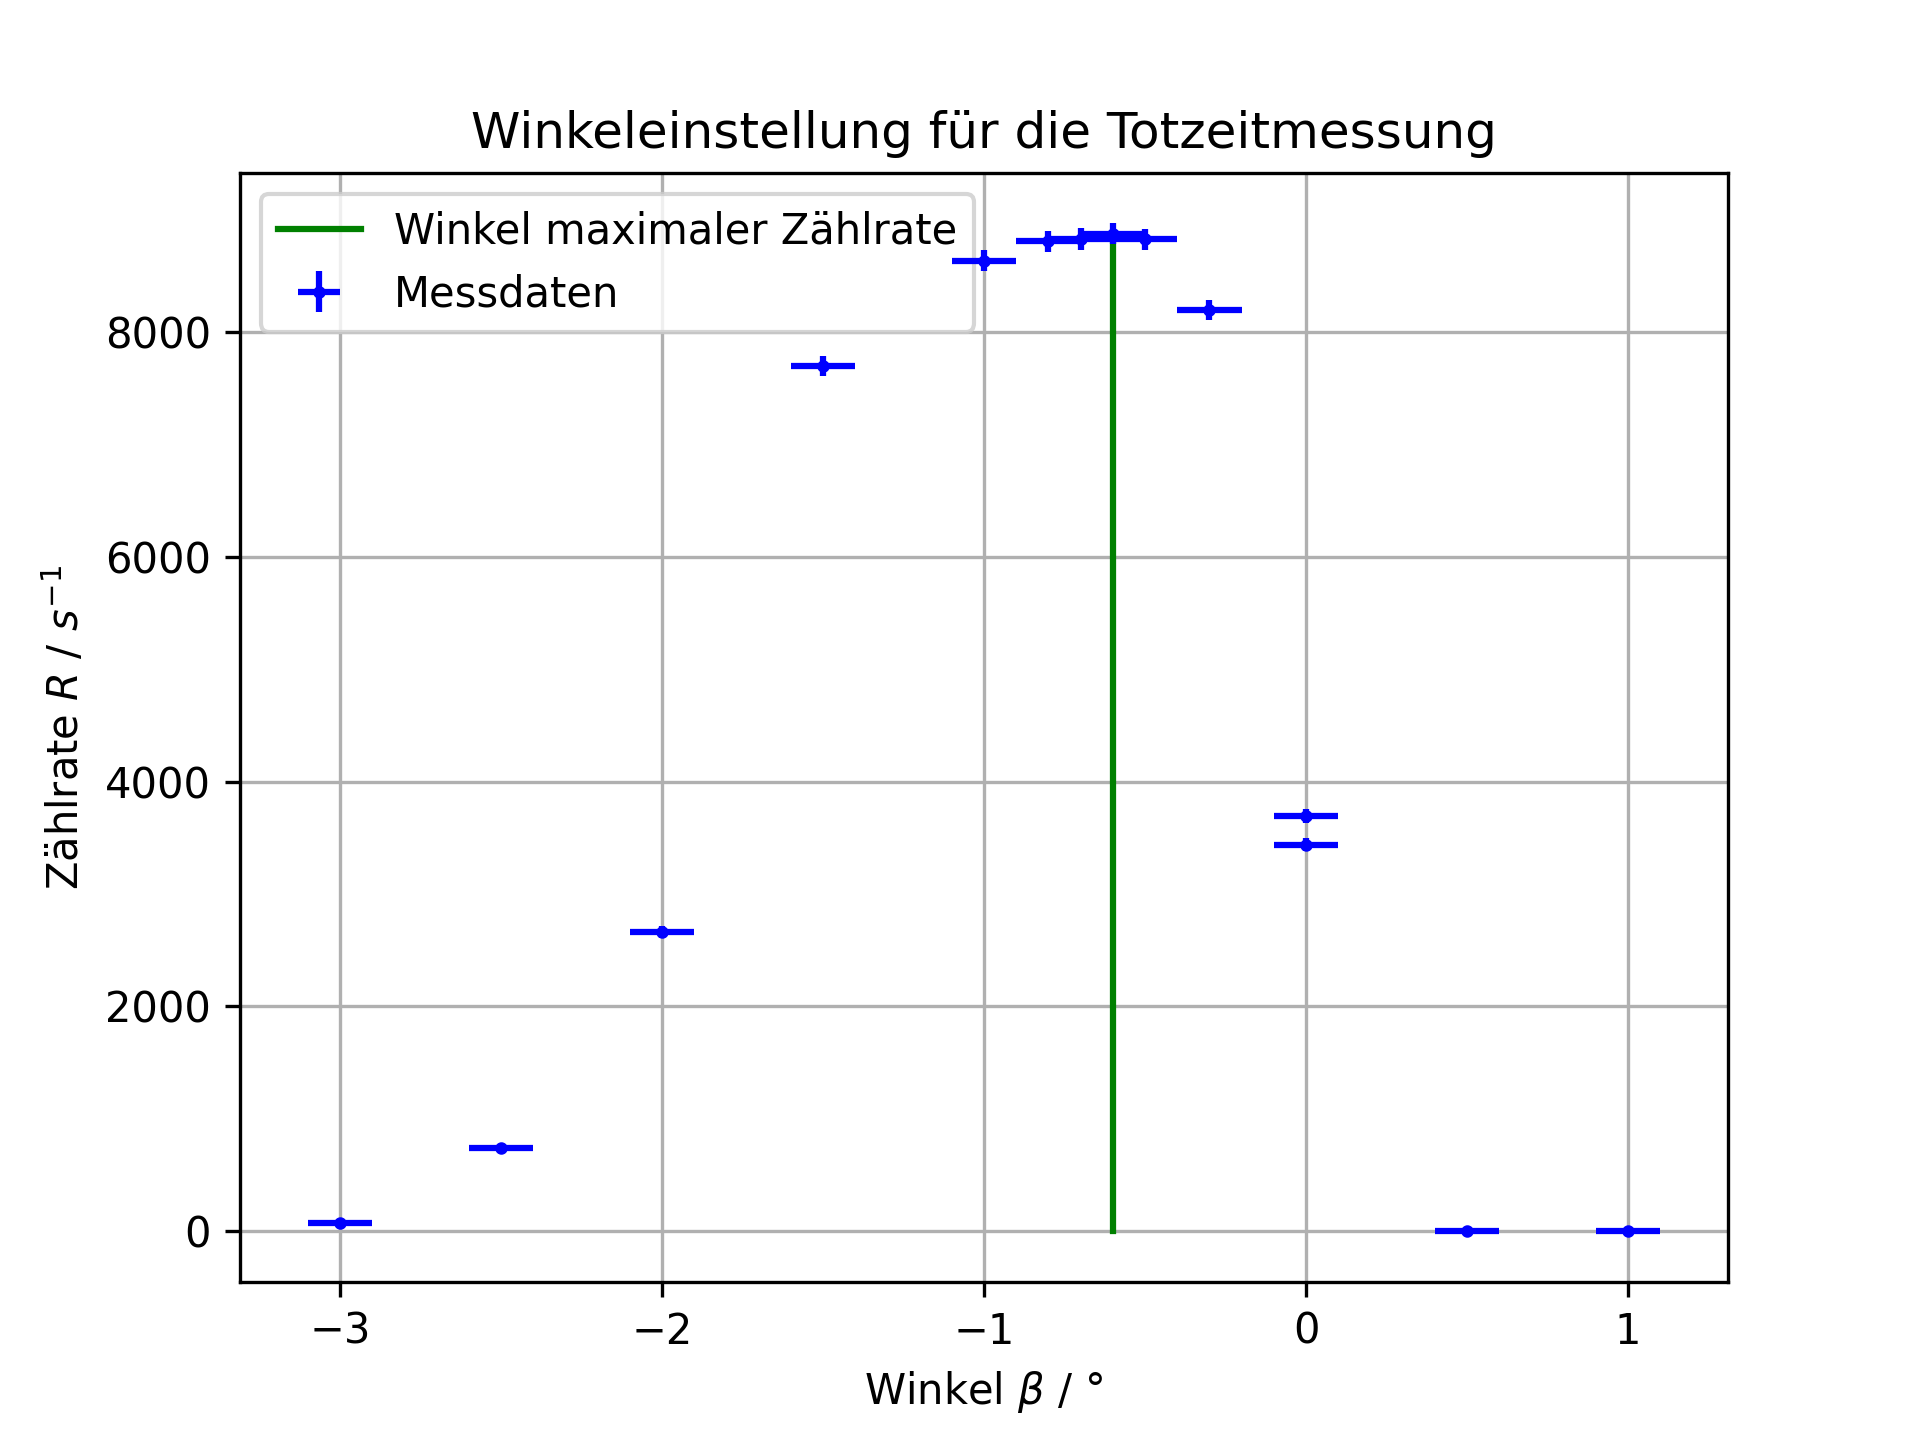 Winkeleinstellung für die Totzeitmessung
Winkel maximaler Zählrate
Messdaten
8000
6000
4000
2000
0
Zählrate R / s⁻¹
−3 −2 −1 0 1
Winkel β / °